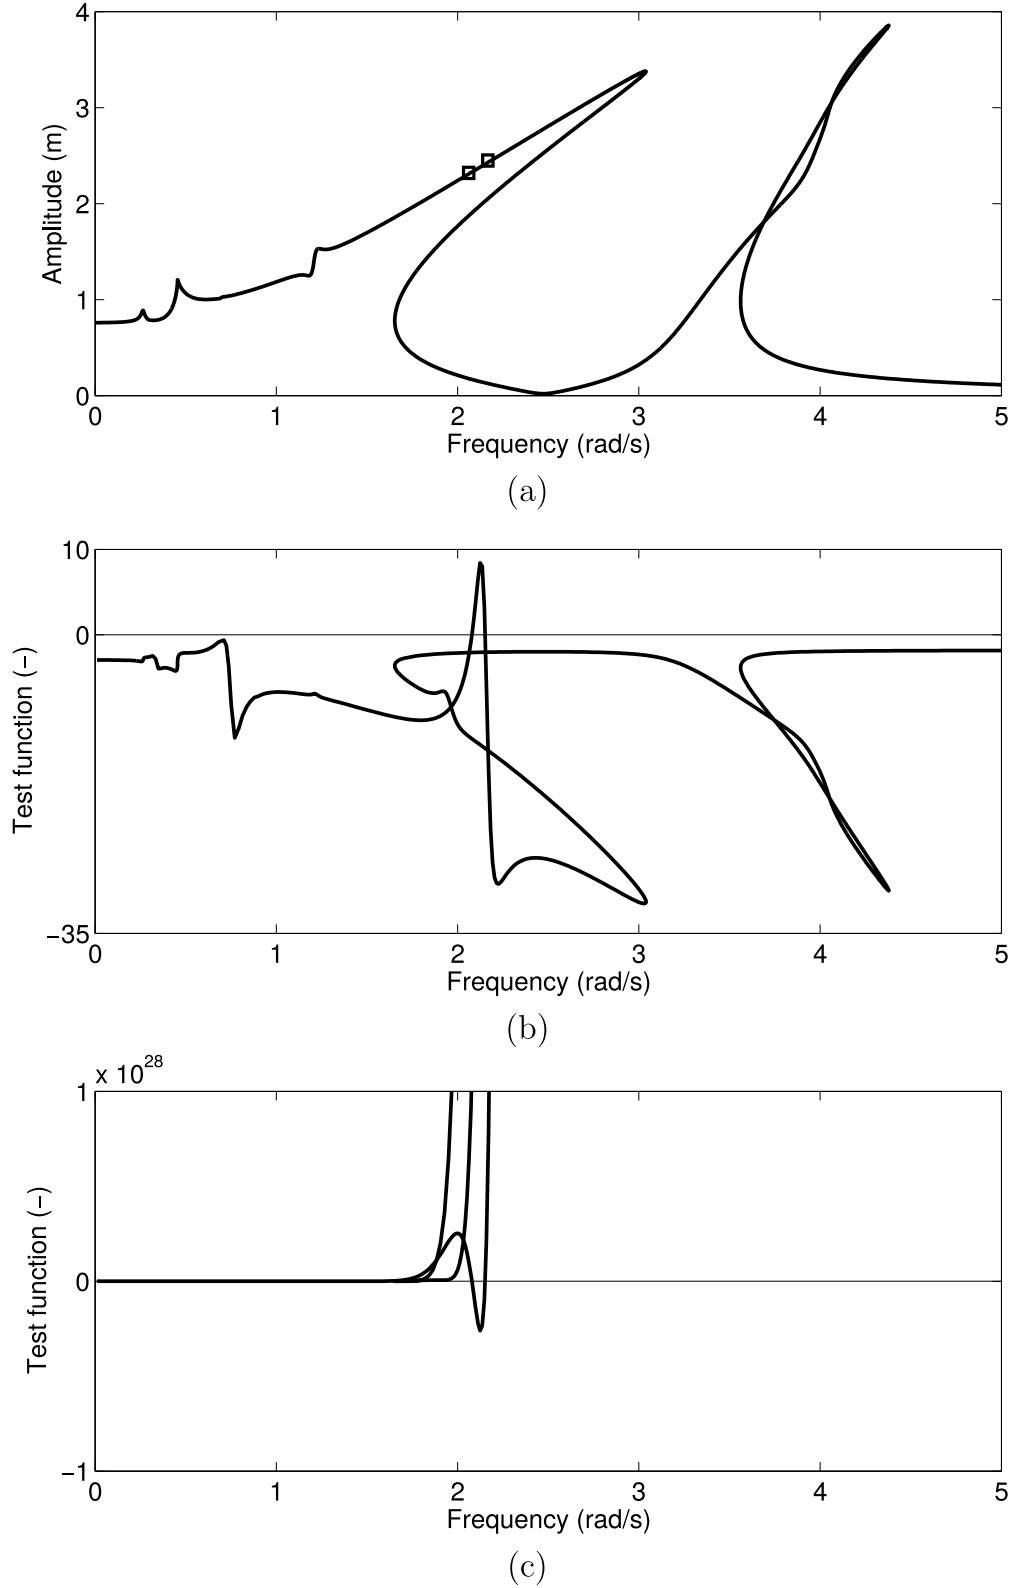 4
3
2
1
0
Amplitude (m)
0 1 2 3 4 5
Frequency (rad/s)
(a)
10
0
−35
Test function (−)
0 1 2 3 4 5
Frequency (rad/s)
(b)
x 10^28
1
0
−1
Test function (−)
0 1 2 3 4 5
Frequency (rad/s)
(c)